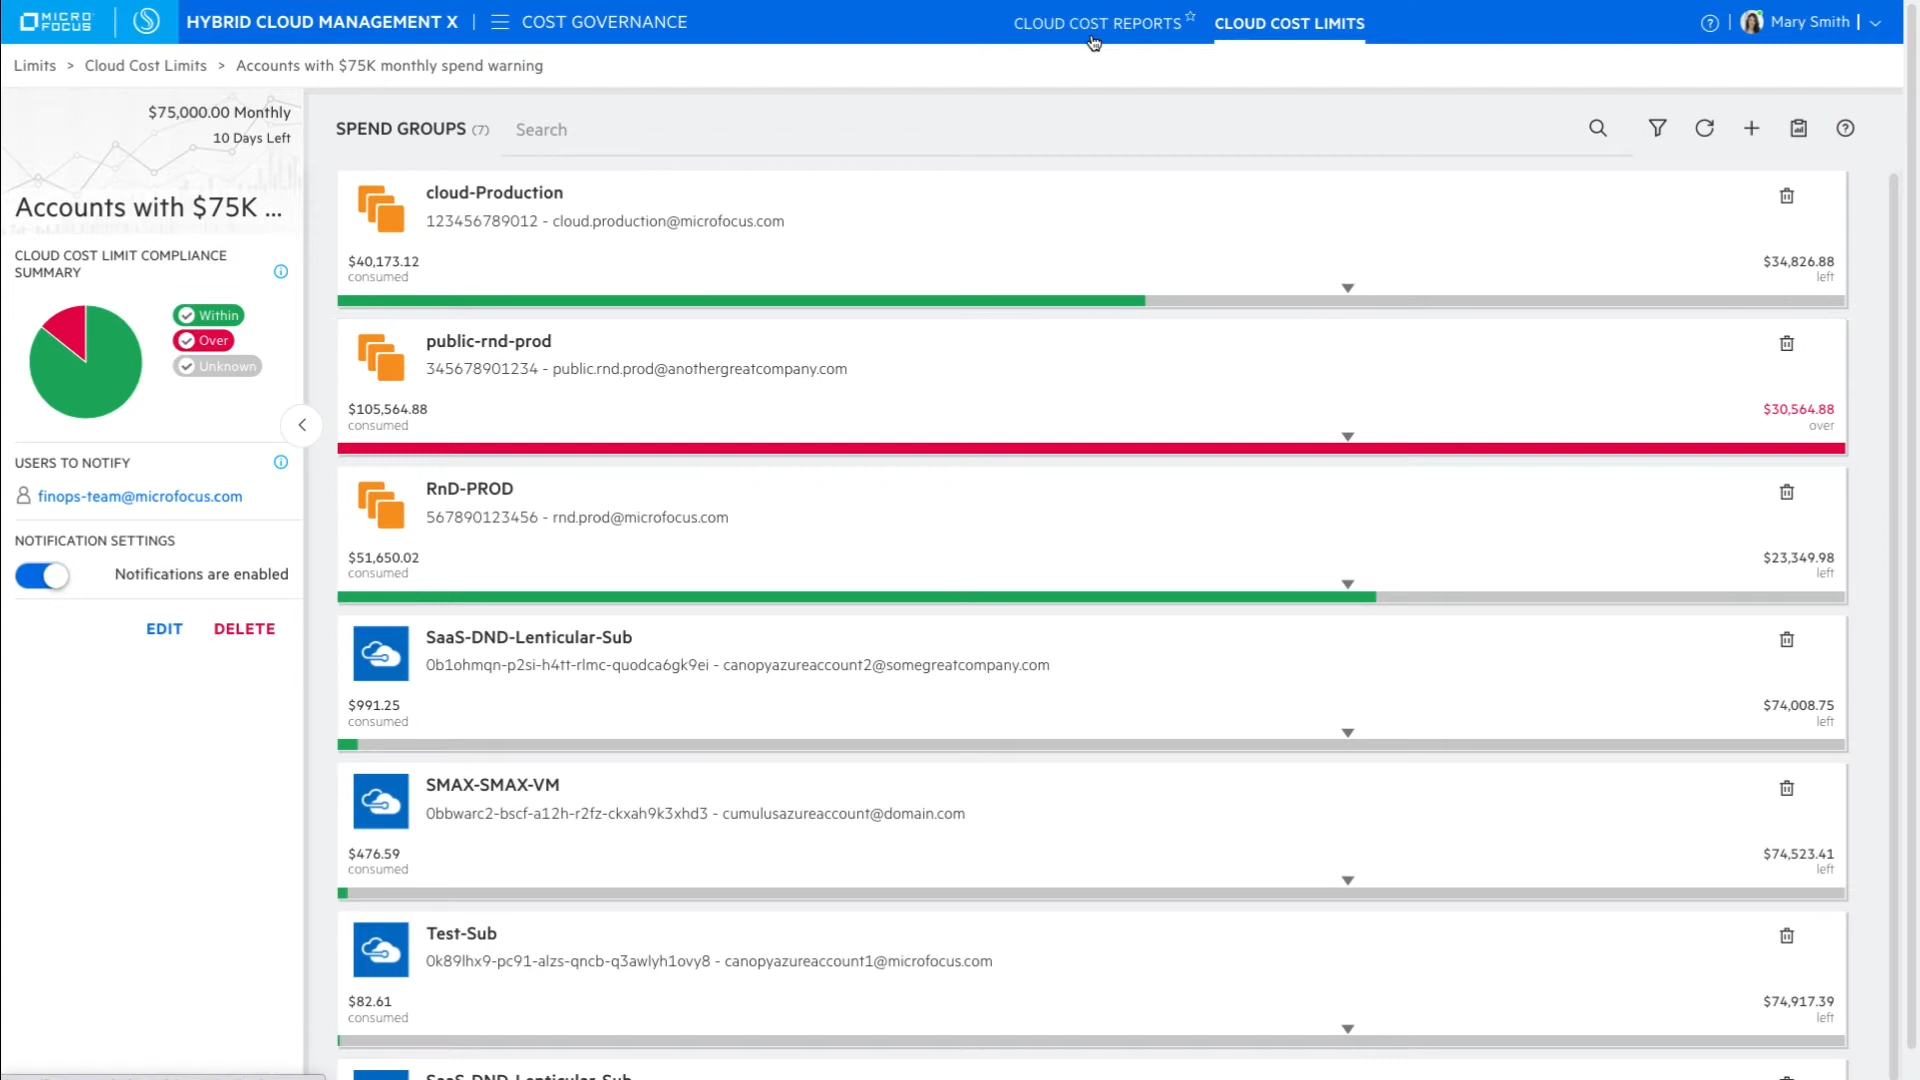 MICRO
FOCUS
HYBRID CLOUD MANAGEMENT X
COST GOVERNANCE
CLOUD COST REPORTS
CLOUD COST LIMITS
Mary Smith
Limits > Cloud Cost Limits > Accounts with $75K monthly spend warning
$75,000.00 Monthly
10 Days Left
Accounts with $75K ...
CLOUD COST LIMIT COMPLIANCE
SUMMARY
Within
Over
Unknown
USERS TO NOTIFY
finops-team@microfocus.com
NOTIFICATION SETTINGS
Notifications are enabled
EDIT
DELETE
SPEND GROUPS (7)
Search
cloud-Production
123456789012 - cloud.production@microfocus.com
$40,173.12
consumed
$34,826.88
left
public-rnd-prod
345678901234 - public.rnd.prod@anothergreatcompany.com
$105,564.88
consumed
$30,564.88
over
RnD-PROD
567890123456 - rnd.prod@microfocus.com
$51,650.02
consumed
$23,349.98
left
SaaS-DND-Lenticular-Sub
0b1ohmqn-p2si-h4tt-rlmc-quodca6gk9ei - canopyazureaccount2@somegreatcompany.com
$991.25
consumed
$74,008.75
left
SMAX-SMAX-VM
0bbwarc2-bscf-a12h-r2fz-ckxah9k3xhd3 - cumulusazureaccount@domain.com
$476.59
consumed
$74,523.41
left
Test-Sub
0k89lhx9-pc91-alzs-qncb-q3awlyh1ovy8 - canopyazureaccount1@microfocus.com
$82.61
consumed
$74,917.39
left
SaaS-DND-Lenticular-Sub